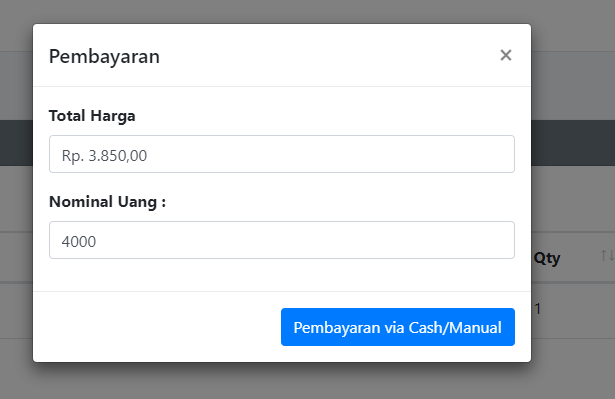 Pembayaran ×
Total Harga
Rp. 3.850,00
Nominal Uang :
4000
Qty
1
Pembayaran via Cash/Manual